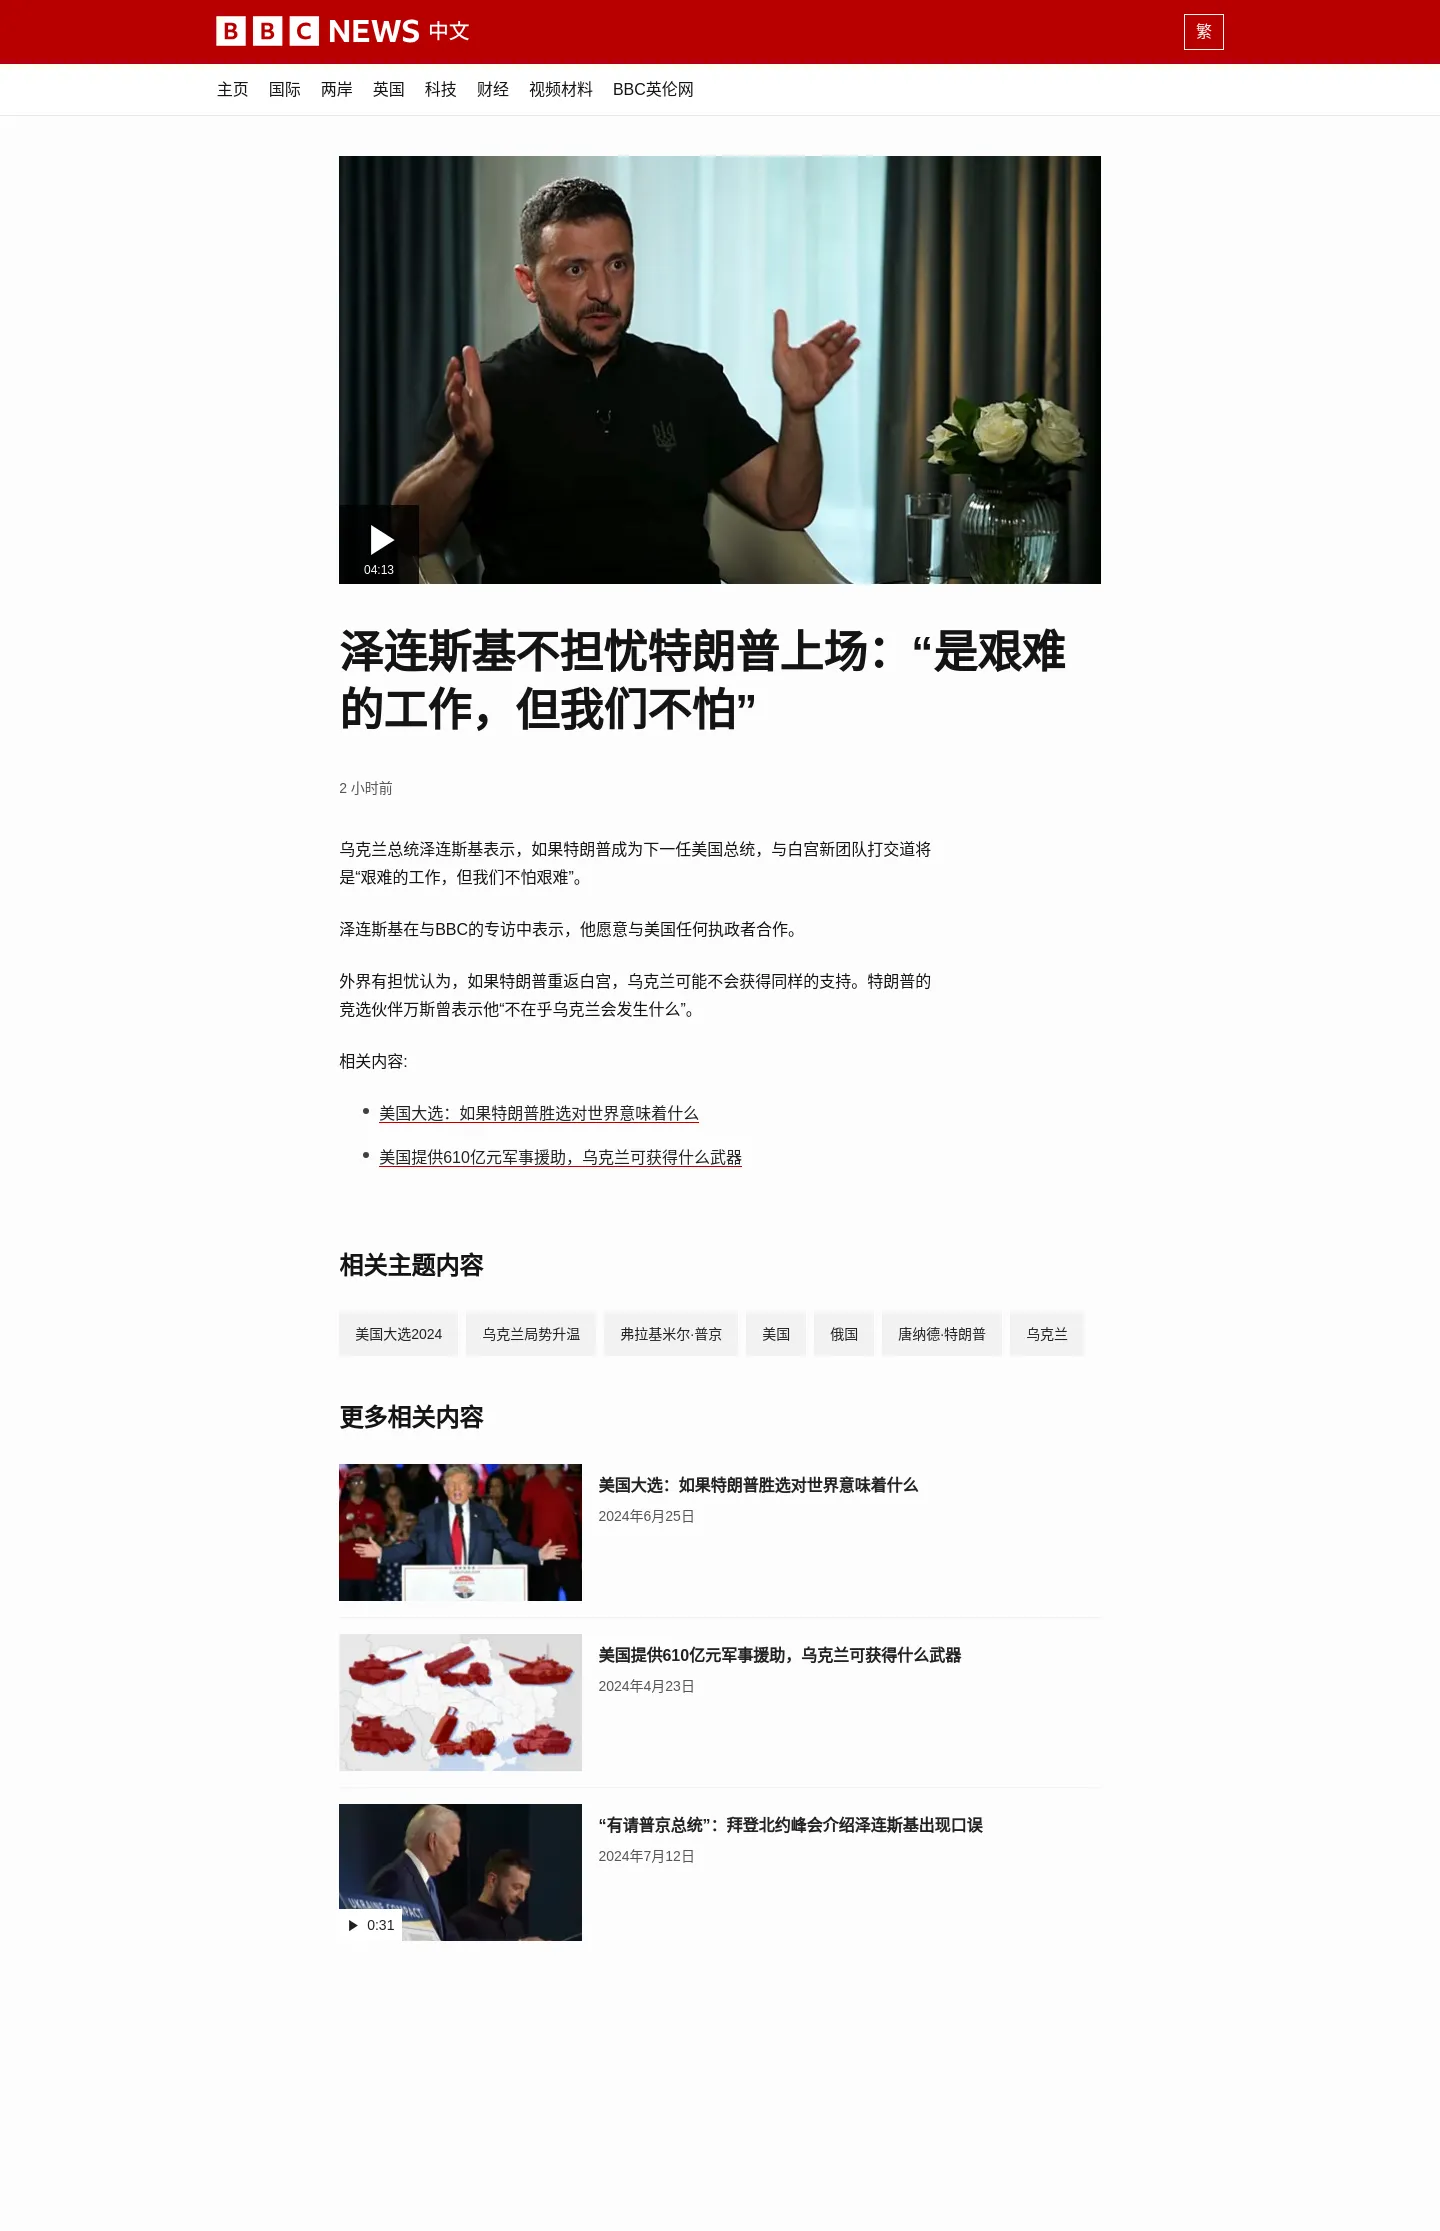 BBC NEWS 中文
繁
主页 国际 两岸 英国 科技 财经 视频材料 BBC英伦网
04:13
泽连斯基不担忧特朗普上场：“是艰难
的工作，但我们不怕”
2 小时前
乌克兰总统泽连斯基表示，如果特朗普成为下一任美国总统，与白宫新团队打交道将
是“艰难的工作，但我们不怕艰难”。
泽连斯基在与BBC的专访中表示，他愿意与美国任何执政者合作。
外界有担忧认为，如果特朗普重返白宫，乌克兰可能不会获得同样的支持。特朗普的
竞选伙伴万斯曾表示他“不在乎乌克兰会发生什么”。
相关内容:
美国大选：如果特朗普胜选对世界意味着什么
美国提供610亿元军事援助，乌克兰可获得什么武器
相关主题内容
美国大选2024 乌克兰局势升温 弗拉基米尔·普京 美国 俄国 唐纳德·特朗普 乌克兰
更多相关内容
美国大选：如果特朗普胜选对世界意味着什么
2024年6月25日
美国提供610亿元军事援助，乌克兰可获得什么武器
2024年4月23日
“有请普京总统”：拜登北约峰会介绍泽连斯基出现口误
2024年7月12日
UKRAINE COMPACT
0:31